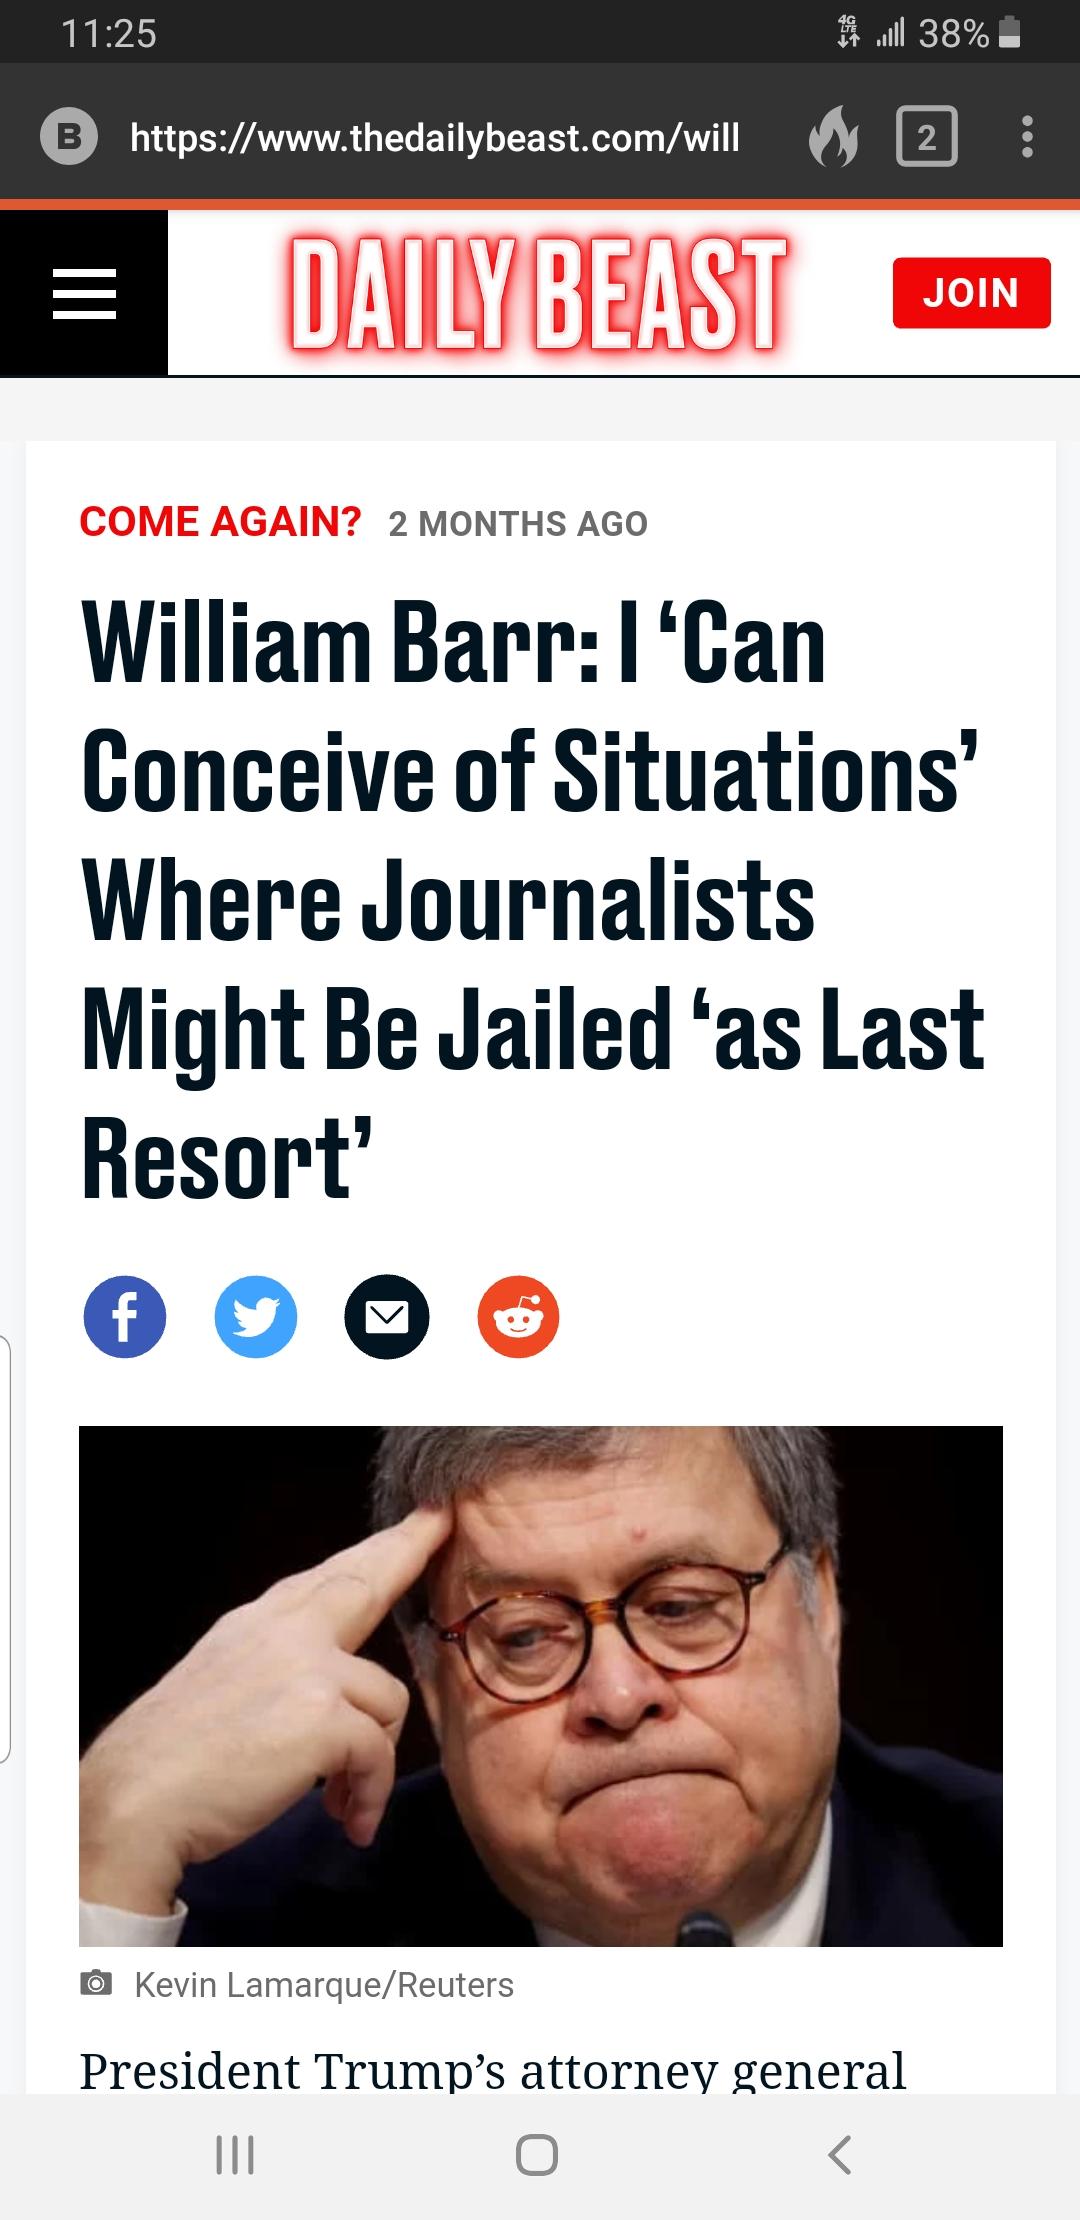 11:25 4G LTE 38%
B https://www.thedailybeast.com/will 2
DAILY BEAST JOIN
COME AGAIN? 2 MONTHS AGO
William Barr: I ‘Can
Conceive of Situations’
Where Journalists
Might Be Jailed ‘as Last
Resort’
Kevin Lamarque/Reuters
President Trump’s attorney general